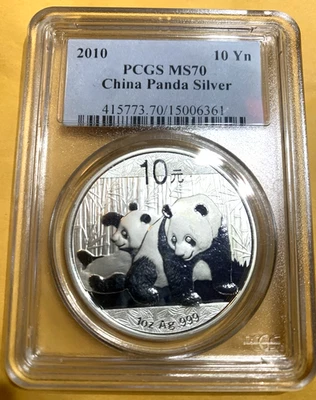 2010 10 Yn
PCGS MS70
China Panda Silver
415773.70/15006361
10元
1oz Ag .999